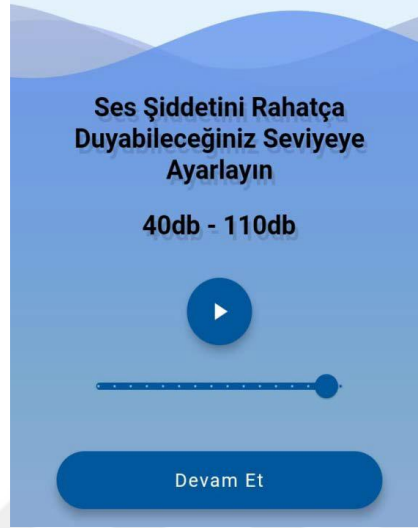 Ses Şiddetini Rahatça
Duyabileceğiniz Seviyeye
Ayarlayın
40db - 110db
Devam Et